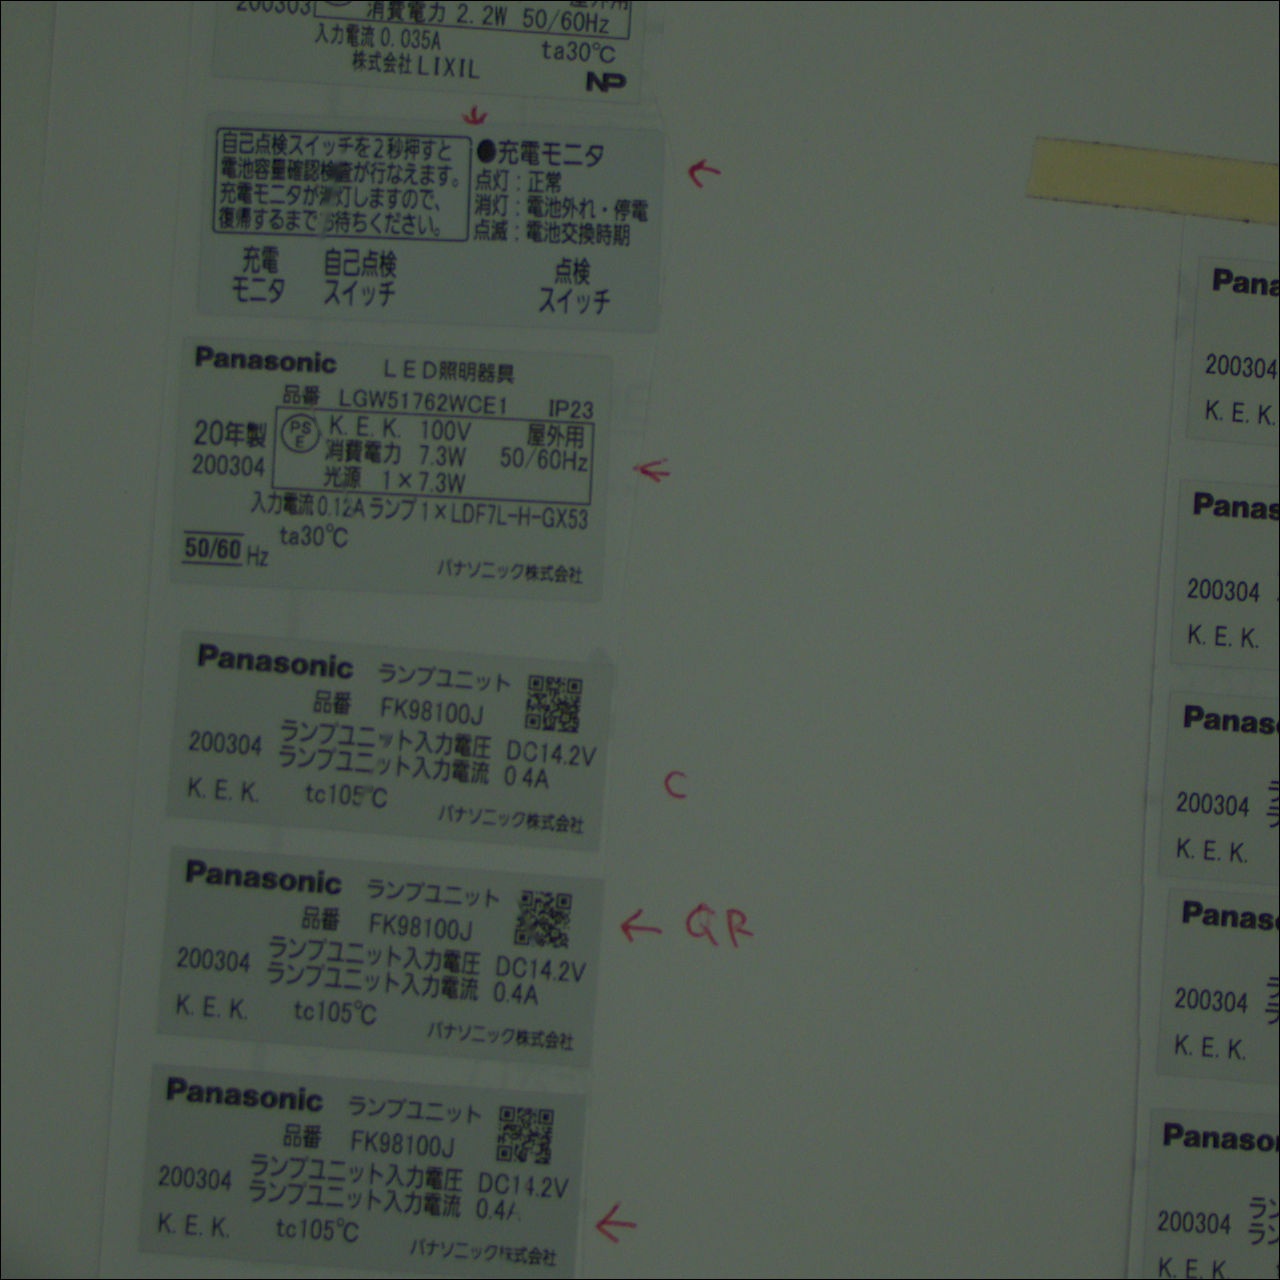 200303
消費電力 2.2W 50/60Hz
入力電流0.035A ta30℃
株式会社LIXIL
NP
自己点検スイッチを2秒押すと
電池容量確認検査が行なえます。
充電モニタが消灯しますので、
復帰するまで お待ちください。
●充電モニタ
点灯：正常
消灯：電池外れ・停電
点滅：電池交換時期
充電
モニタ
自己点検
スイッチ
点検
スイッチ
Panasonic LED照明器具
品番 LGW51762WCE1 IP23
20年製
200304
PS
E
K.E.K. 100V 屋外用
消費電力 7.3W 50/60Hz
光源 1×7.3W
入力電流0.12A ランプ1×LDF7L-H-GX53
50/60 Hz
ta30℃
パナソニック株式会社
Panasonic ランプユニット
品番 FK98100J
200304
ランプユニット入力電圧 DC14.2V
ランプユニット入力電流 0 4A
K.E.K. tc105℃
パナソニック株式会社
C
Panasonic ランプユニット
品番 FK98100J
200304
ランプユニット入力電圧 DC14.2V
ランプユニット入力電流 0.4A
K.E.K. tc105℃
パナソニック株式会社
← QR
Panasonic ランプユニット
品番 FK98100J
200304
ランプユニット入力電圧 DC14.2V
ランプユニット入力電流 0.4A
K.E.K. tc105℃
パナソニック株式会社
Pana
200304
K.E.K.
Panas
200304
K.E.K.
Panas
200304
K.E.K.
Panas
200304
K.E.K.
Panaso
200304
ラン
ラン
K.E.K.